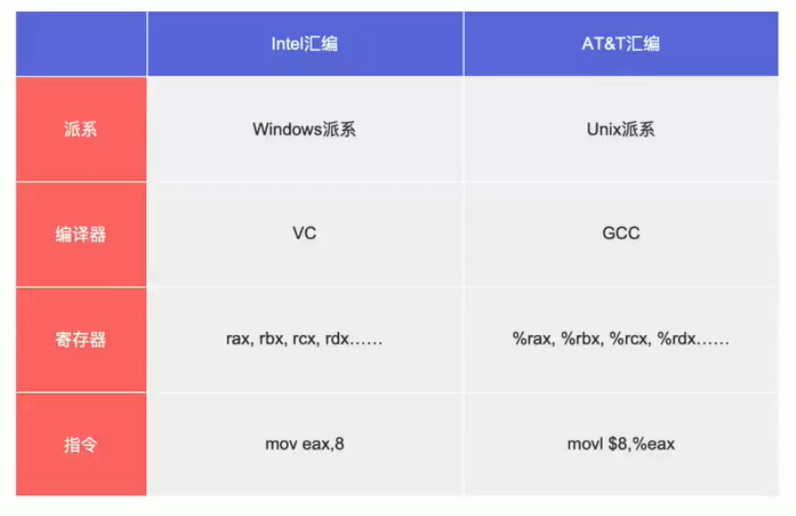 Intel汇编 AT&T汇编
派系 Windows派系 Unix派系
编译器 VC GCC
寄存器 rax, rbx, rcx, rdx…… %rax, %rbx, %rcx, %rdx……
指令 mov eax,8 movl $8,%eax